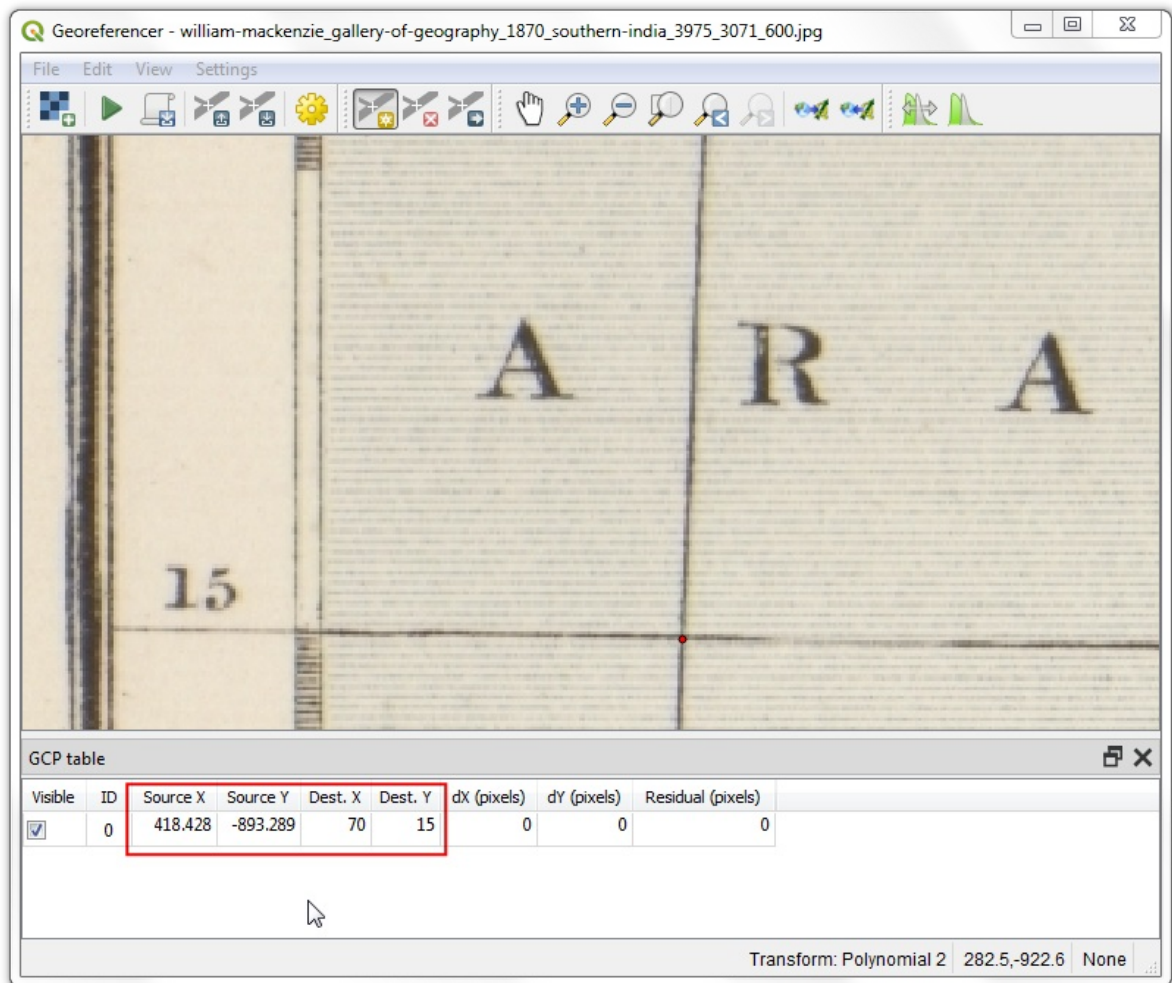 Georeferencer - william-mackenzie_gallery-of-geography_1870_southern-india_3975_3071_600.jpg
File Edit View Settings
A R A
15
GCP table
Visible ID Source X Source Y Dest. X Dest. Y dX (pixels) dY (pixels) Residual (pixels)
0 418.428 -893.289 70 15 0 0 0
Transform: Polynomial 2 282.5,-922.6 None